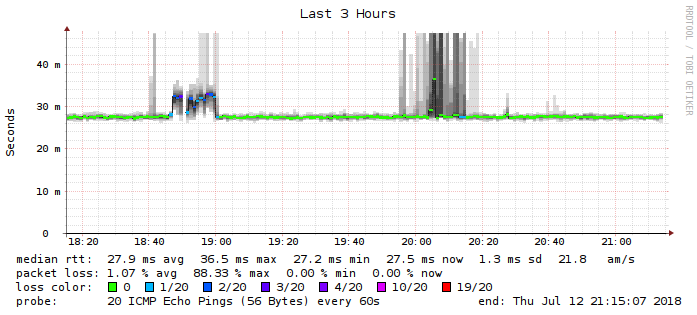 Last 3 Hours
RRDTOOL / TOBI OETIKER
Seconds
40 m
30 m
20 m
10 m
0
18:20 18:40 19:00 19:20 19:40 20:00 20:20 20:40 21:00
median rtt: 27.9 ms avg 36.5 ms max 27.2 ms min 27.5 ms now 1.3 ms sd 21.8 am/s
packet loss: 1.07 % avg 88.33 % max 0.00 % min 0.00 % now
loss color: 0 1/20 2/20 3/20 4/20 10/20 19/20
probe: 20 ICMP Echo Pings (56 Bytes) every 60s end: Thu Jul 12 21:15:07 2018